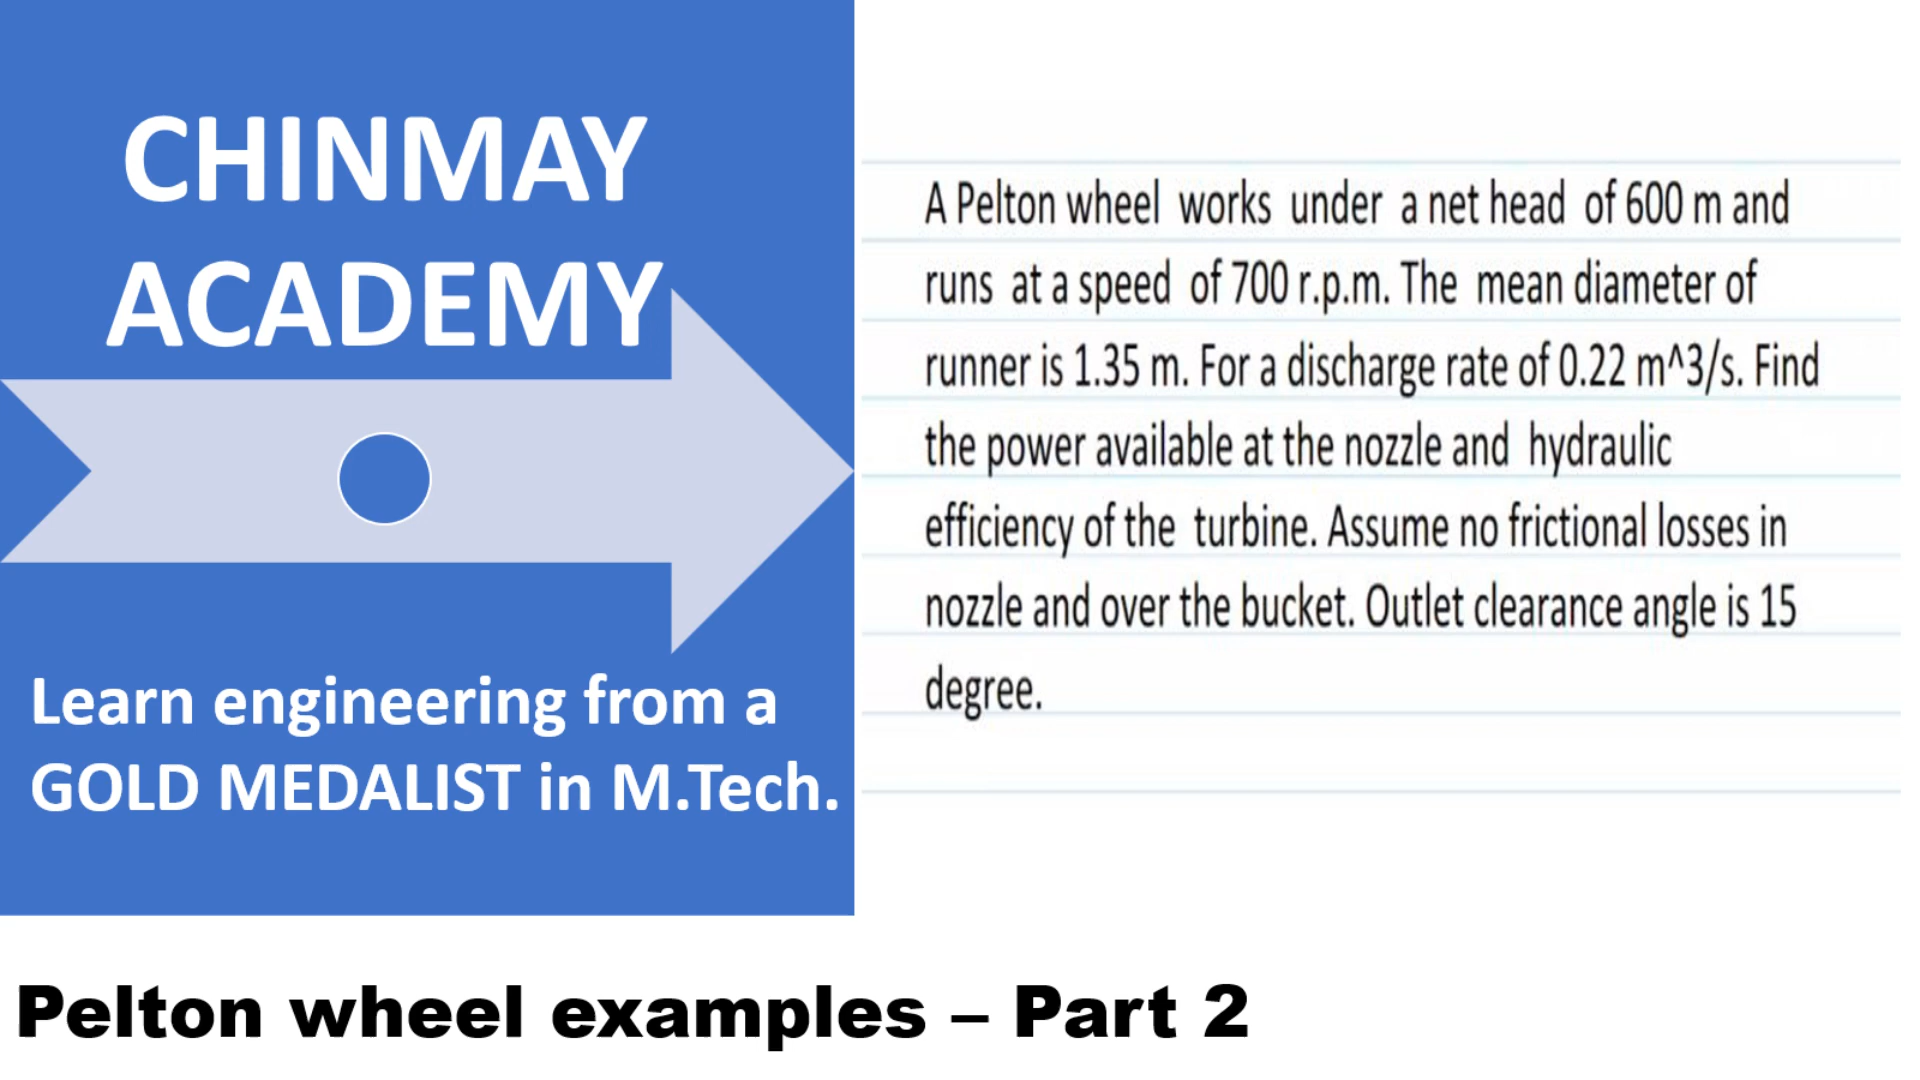 CHINMAY
ACADEMY
Learn engineering from a
GOLD MEDALIST in M.Tech.
A Pelton wheel works under a net head of 600 m and
runs at a speed of 700 r.p.m. The mean diameter of
runner is 1.35 m. For a discharge rate of 0.22 m^3/s. Find
the power available at the nozzle and hydraulic
efficiency of the turbine. Assume no frictional losses in
nozzle and over the bucket. Outlet clearance angle is 15
degree.
Pelton wheel examples – Part 2